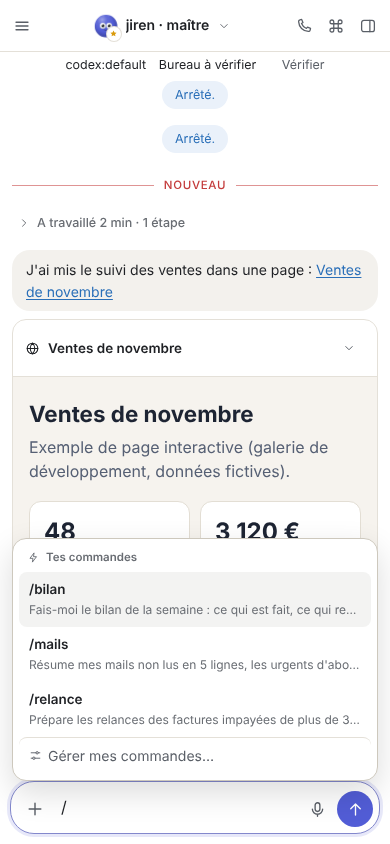 jiren · maître
codex:default Bureau à vérifier Vérifier
Arrêté.
Arrêté.
NOUVEAU
A travaillé 2 min · 1 étape
J'ai mis le suivi des ventes dans une page : Ventes
de novembre
Ventes de novembre
Ventes de novembre
Exemple de page interactive (galerie de
développement, données fictives).
48 3 120 €
Tes commandes
/bilan
Fais-moi le bilan de la semaine : ce qui est fait, ce qui re...
/mails
Résume mes mails non lus en 5 lignes, les urgents d'abo...
/relance
Prépare les relances des factures impayées de plus de 3...
Gérer mes commandes...
/